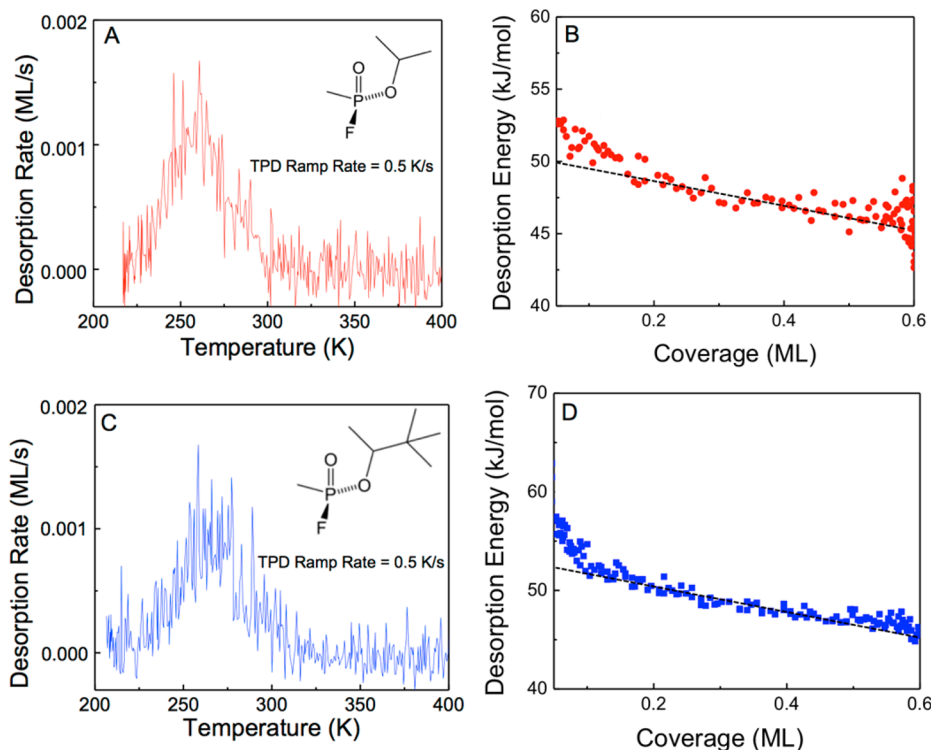 A
0.002
0.001
0.000
Desorption Rate (ML/s)
O
P
O
F
TPD Ramp Rate = 0.5 K/s
200 250 300 350 400
Temperature (K)
B
60
55
50
45
40
Desorption Energy (kJ/mol)
0.2 0.4 0.6
Coverage (ML)
C
0.002
0.001
0.000
Desorption Rate (ML/s)
O
P
O
F
TPD Ramp Rate = 0.5 K/s
200 250 300 350 400
Temperature (K)
D
70
60
50
40
Desorption Energy (kJ/mol)
0.2 0.4 0.6
Coverage (ML)